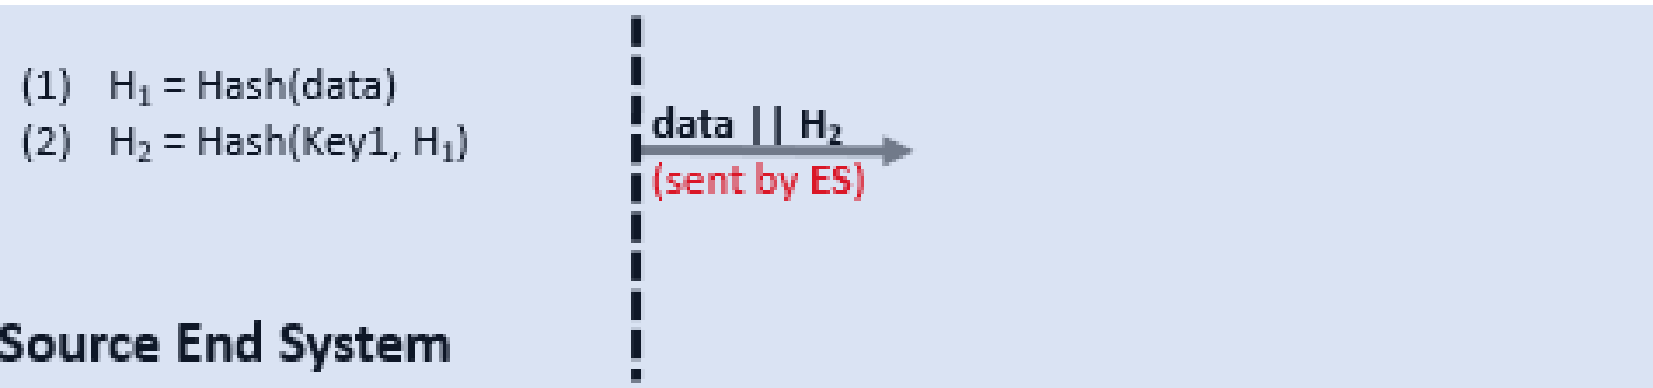 (1) H₁ = Hash(data)
(2) H₂ = Hash(Key1, H₁)
data || H₂
(sent by ES)
Source End System